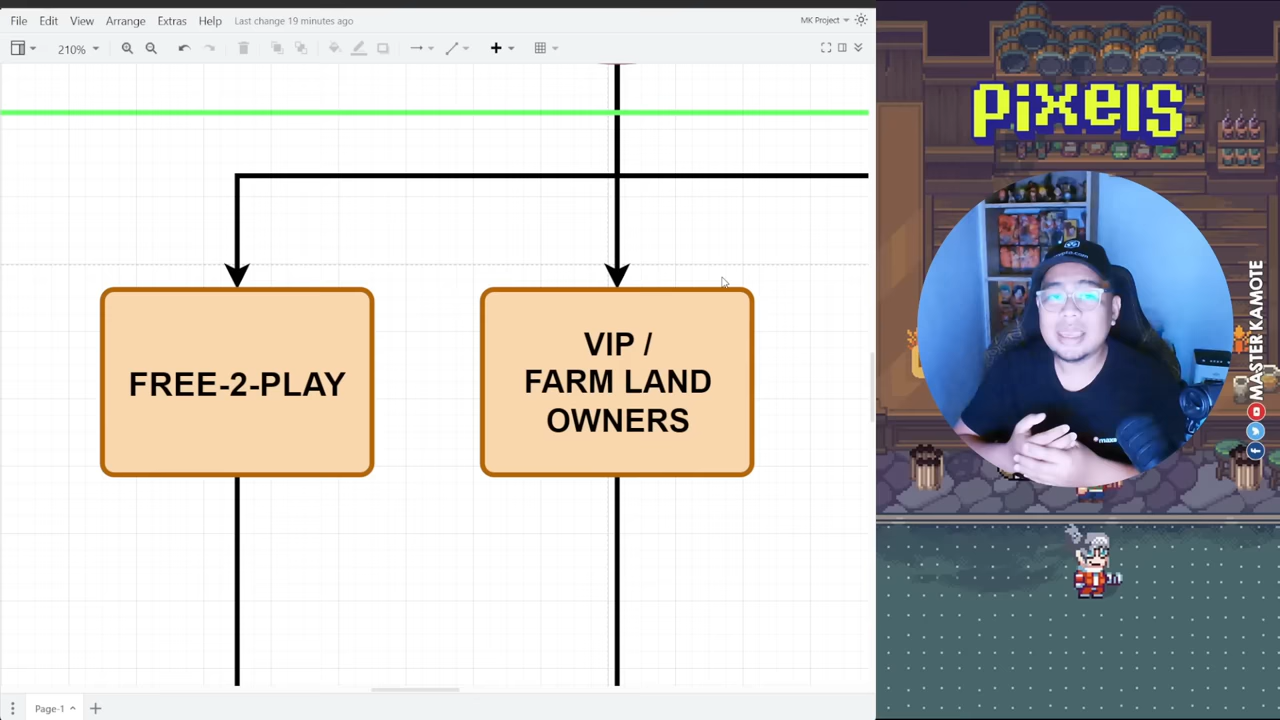 File Edit View Arrange Extras Help Last change 19 minutes ago
MK Project
210%
pixels
FREE-2-PLAY
VIP /
FARM LAND
OWNERS
MASTER KAMOTE
Page-1